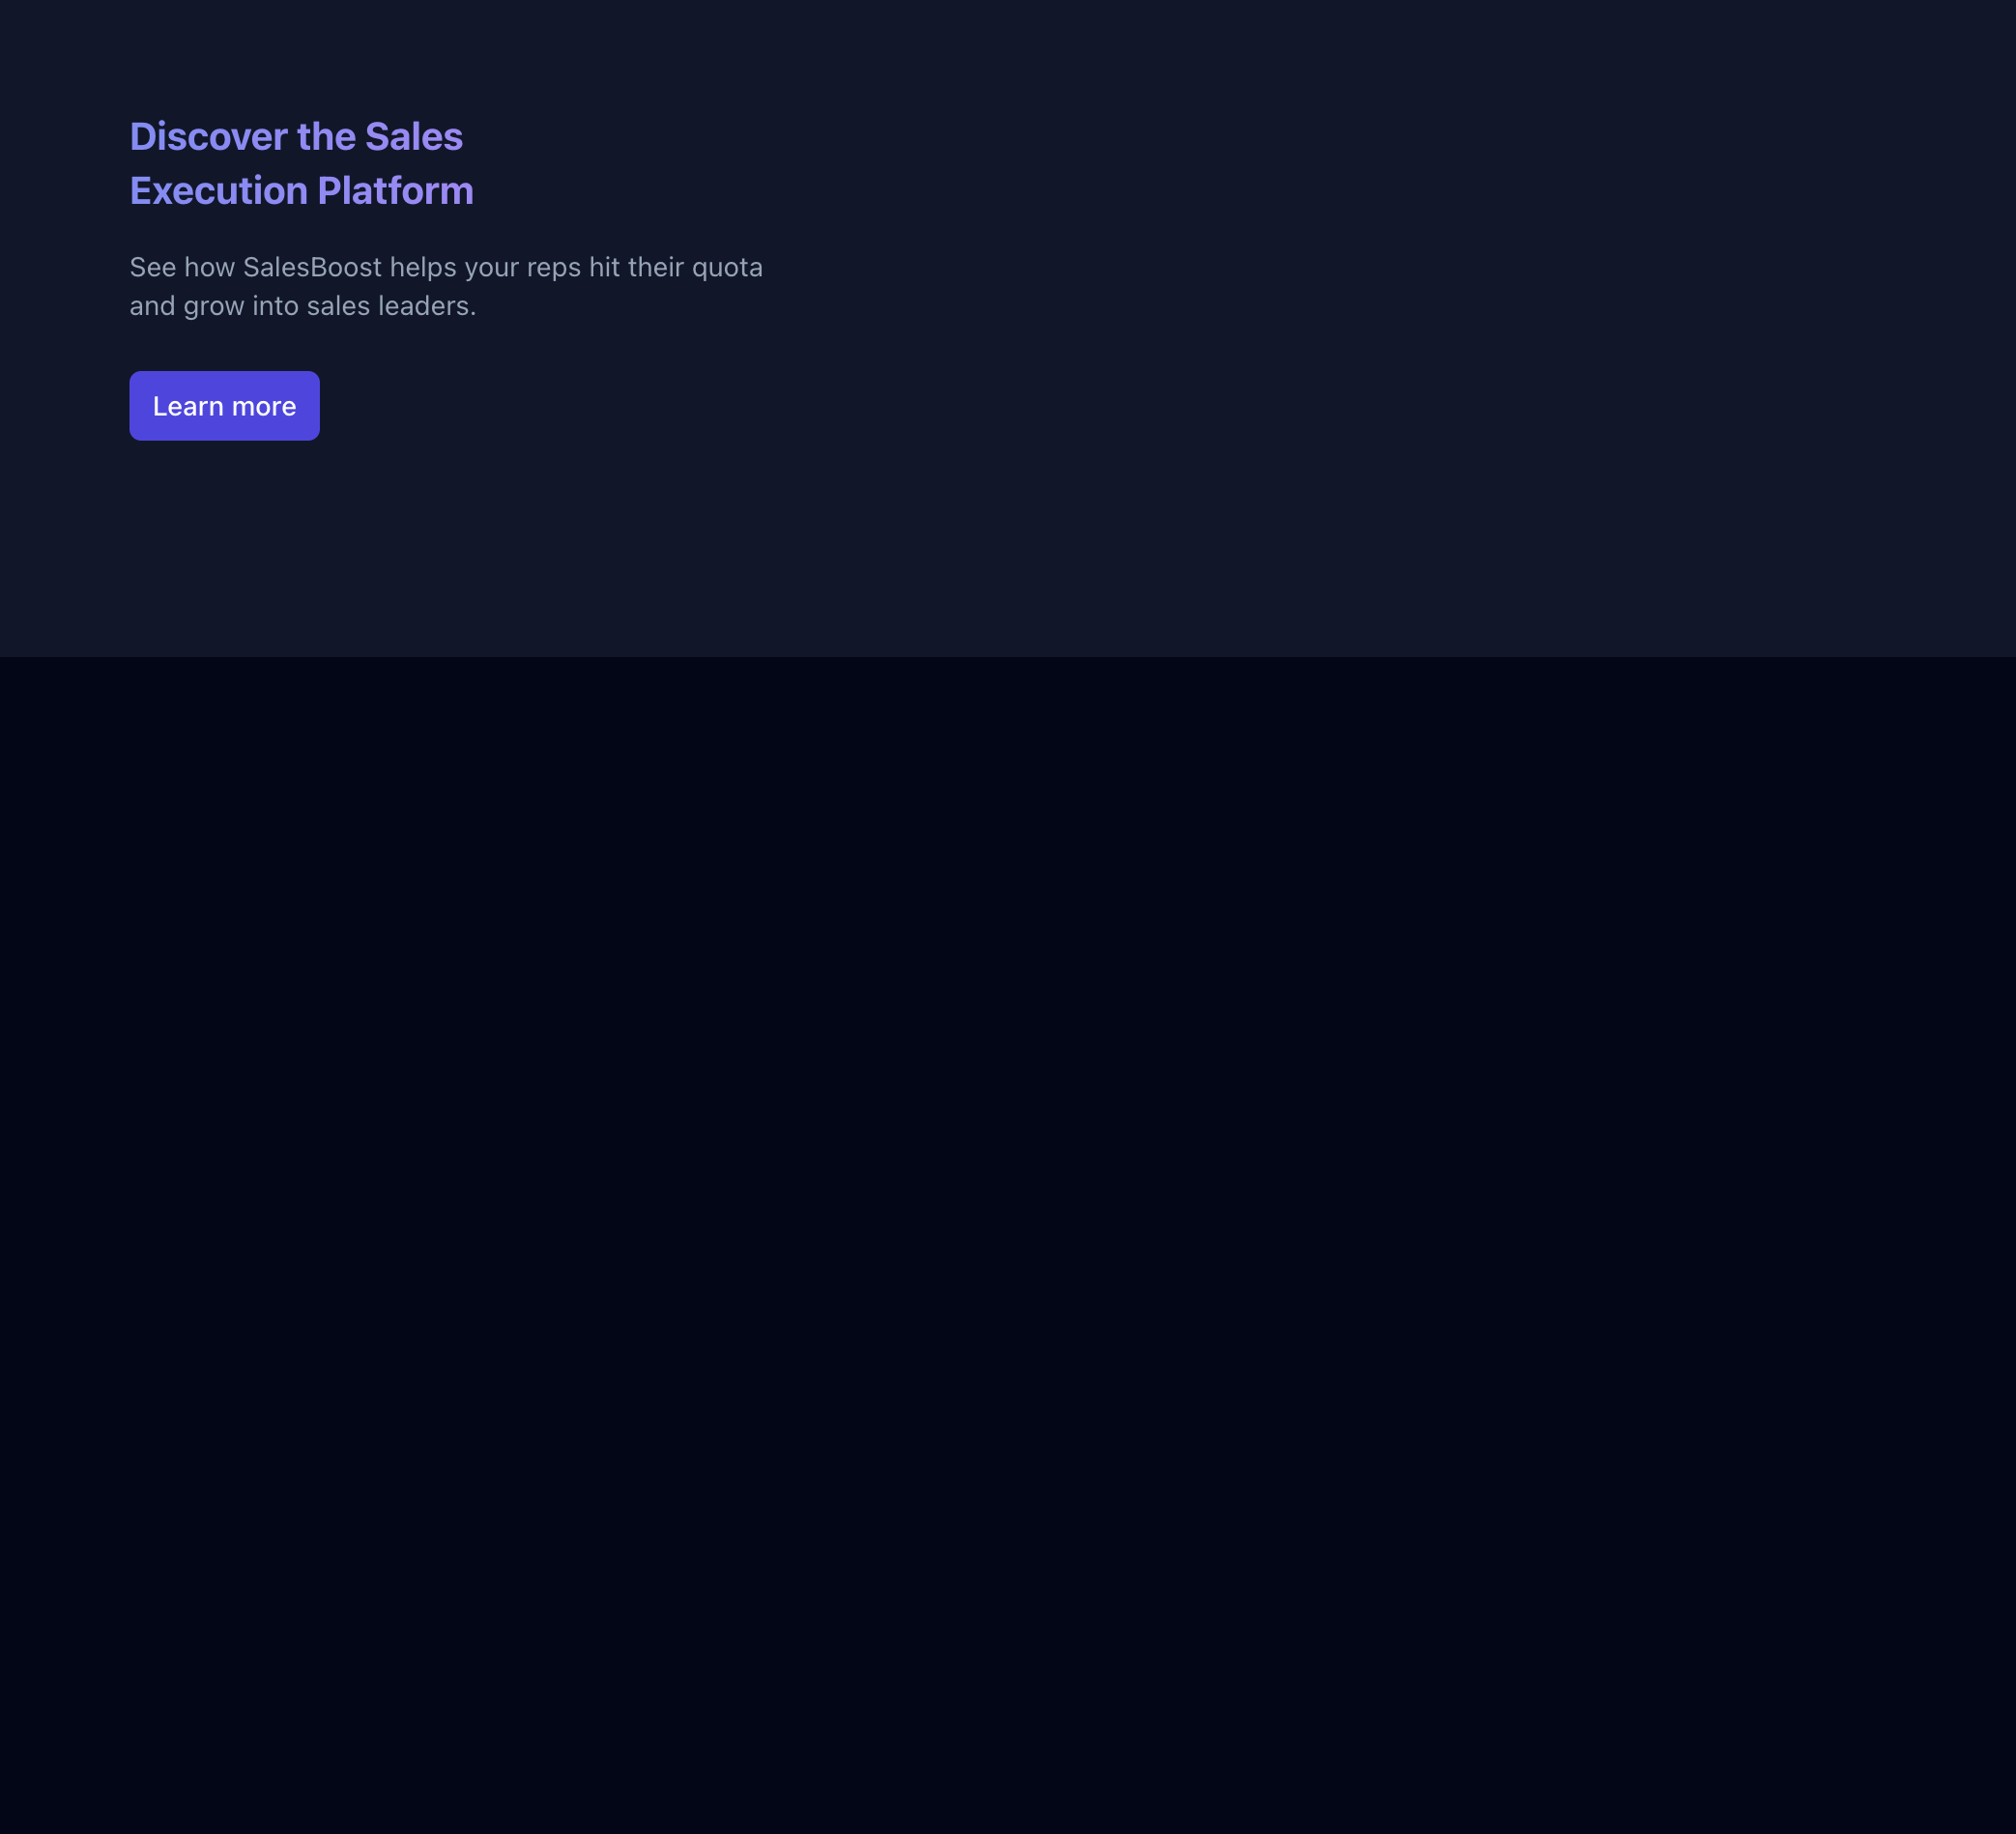 Discover the Sales
Execution Platform
See how SalesBoost helps your reps hit their quota
and grow into sales leaders.
Learn more